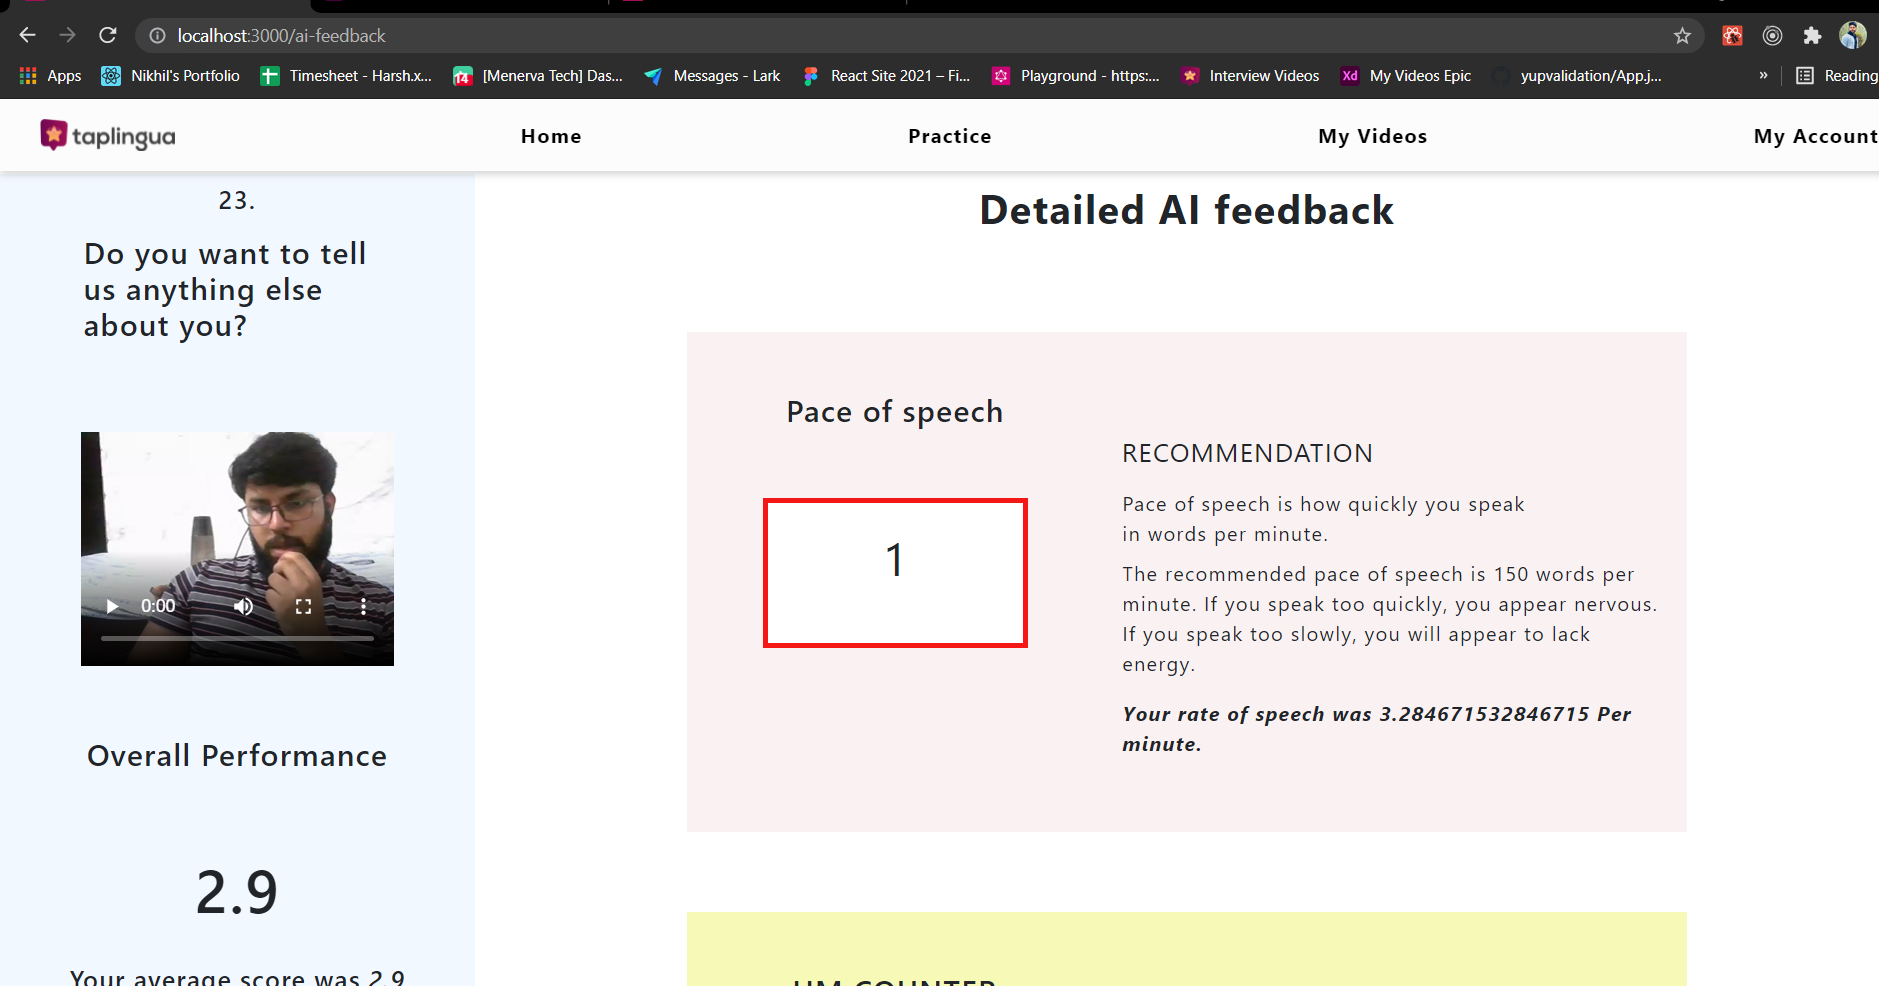 localhost:3000/ai-feedback
Apps
Nikhil's Portfolio
Timesheet - Harsh.x...
[Menerva Tech] Das...
Messages - Lark
React Site 2021 – Fi...
Playground - https:...
Interview Videos
Xd
My Videos Epic
yupvalidation/App.j...
»
Reading
taplingua
Home
Practice
My Videos
My Account
23.
Do you want to tell
us anything else
about you?
0:00
Overall Performance
2.9
Your average score was 2.9
Detailed AI feedback
Pace of speech
1
RECOMMENDATION
Pace of speech is how quickly you speak
in words per minute.
The recommended pace of speech is 150 words per
minute. If you speak too quickly, you appear nervous.
If you speak too slowly, you will appear to lack
energy.
Your rate of speech was 3.284671532846715 Per
minute.
UM COUNTER